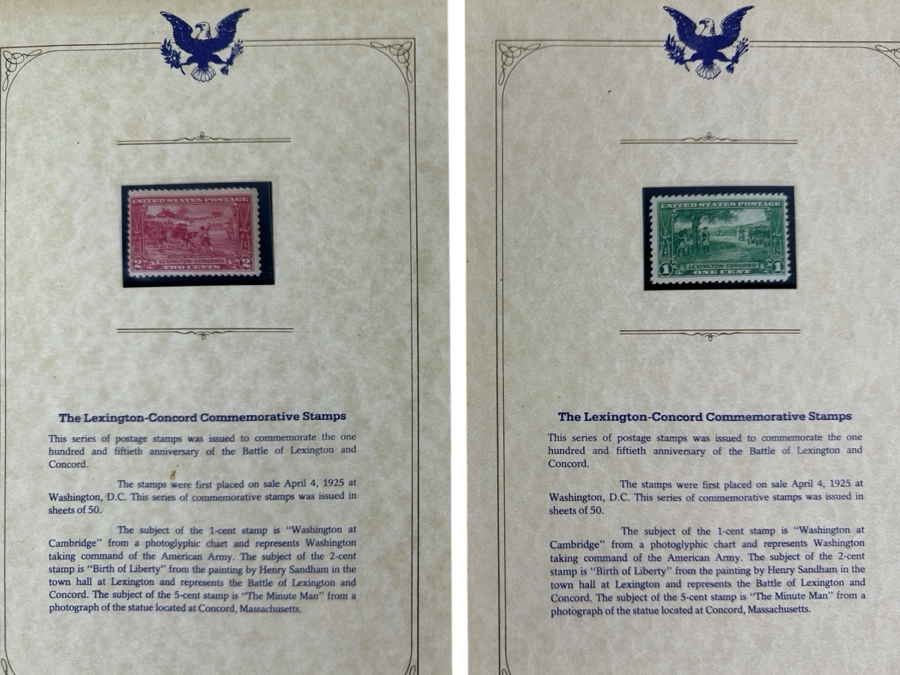 UNITED STATES POSTAGE
LEXINGTON-CONCORD
2 TWO CENTS 2
The Lexington-Concord Commemorative Stamps
This series of postage stamps was issued to commemorate the one
hundred and fiftieth anniversary of the Battle of Lexington and
Concord.
The stamps were first placed on sale April 4, 1925 at
Washington, D.C. This series of commemorative stamps was issued in
sheets of 50.
The subject of the 1-cent stamp is “Washington at
Cambridge” from a photoglyphic chart and represents Washington
taking command of the American Army. The subject of the 2-cent
stamp is “Birth of Liberty” from the painting by Henry Sandham in the
town hall at Lexington and represents the Battle of Lexington and
Concord. The subject of the 5-cent stamp is “The Minute Man” from a
photograph of the statue located at Concord, Massachusetts.
UNITED STATES POSTAGE
LEXINGTON-CONCORD
1 ONE CENT 1
The Lexington-Concord Commemorative Stamps
This series of postage stamps was issued to commemorate the one
hundred and fiftieth anniversary of the Battle of Lexington and
Concord.
The stamps were first placed on sale April 4, 1925 at
Washington, D.C. This series of commemorative stamps was issued in
sheets of 50.
The subject of the 1-cent stamp is “Washington at
Cambridge” from a photoglyphic chart and represents Washington
taking command of the American Army. The subject of the 2-cent
stamp is “Birth of Liberty” from the painting by Henry Sandham in the
town hall at Lexington and represents the Battle of Lexington and
Concord. The subject of the 5-cent stamp is “The Minute Man” from a
photograph of the statue located at Concord, Massachusetts.